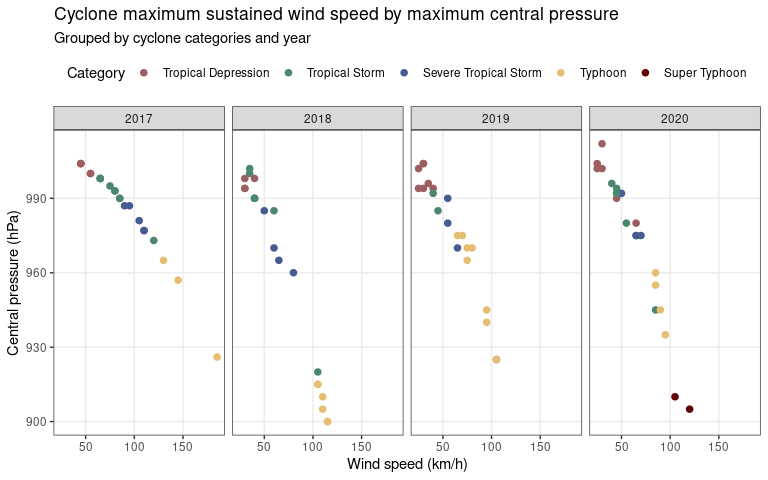 Cyclone maximum sustained wind speed by maximum central pressure
Grouped by cyclone categories and year
Category Tropical Depression Tropical Storm Severe Tropical Storm Typhoon Super Typhoon
2017 2018 2019 2020
990
960
930
900
Central pressure (hPa)
50 100 150 50 100 150 50 100 150 50 100 150
Wind speed (km/h)